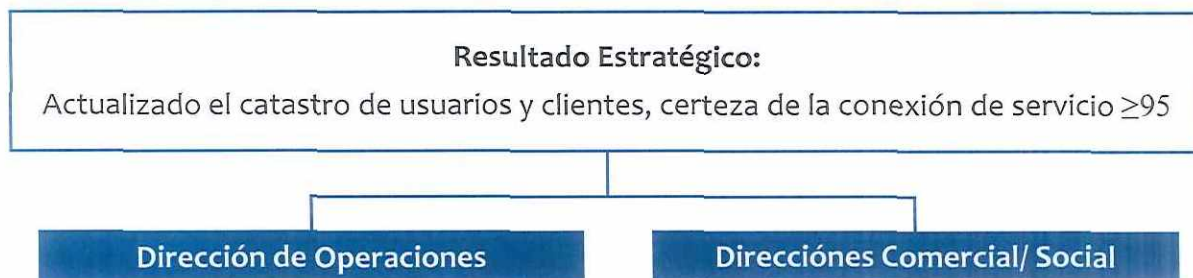 Resultado Estratégico:
Actualizado el catastro de usuarios y clientes, certeza de la conexión de servicio ≥95
Dirección de Operaciones
Direcciónes Comercial/ Social